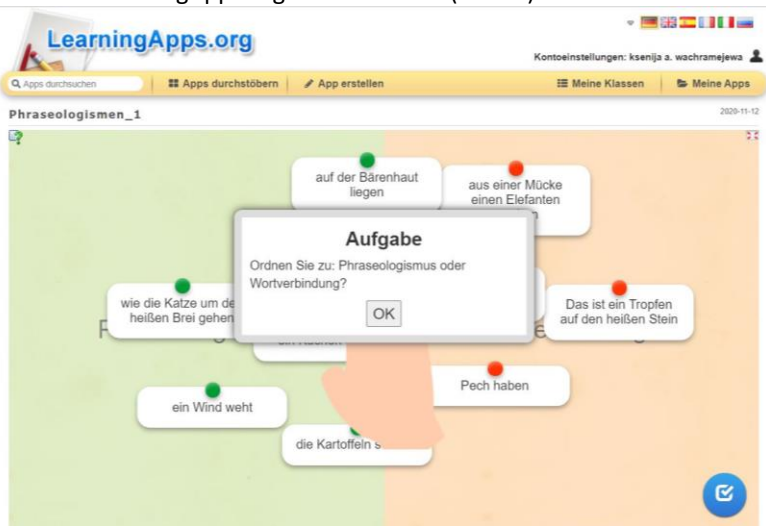 LearningApps.org
Kontoeinstellungen: ksenija a. wachramejewa
Apps durchsuchen
Apps durchstöbern
App erstellen
Meine Klassen
Meine Apps
Phraseologismen_1
2020-11-12
auf der Bärenhaut
liegen
aus einer Mücke
einen Elefanten
Aufgabe
Ordnen Sie zu: Phraseologismus oder
Wortverbindung?
OK
wie die Katze um
heißen Brei gehen
Das ist ein Tropfen
auf den heißen Stein
Pech haben
ein Wind weht
die Kartoffeln